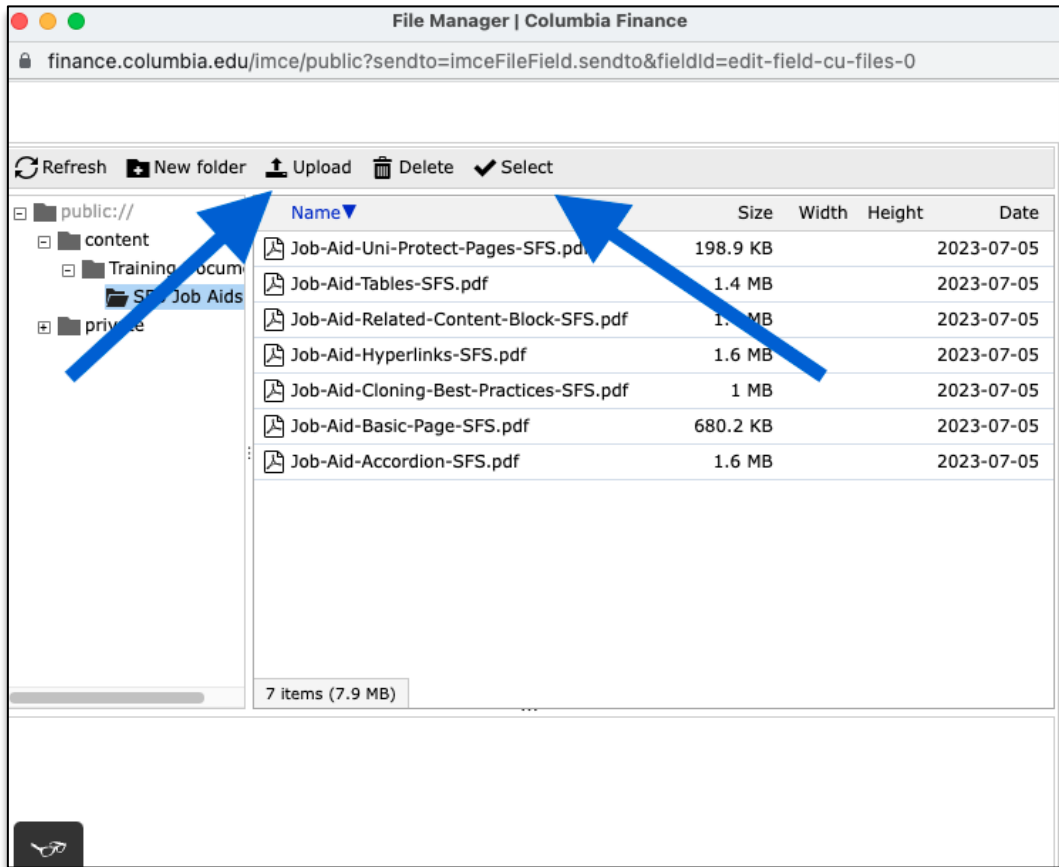 File Manager | Columbia Finance
finance.columbia.edu/imce/public?sendto=imceFileField.sendto&fieldId=edit-field-cu-files-0
Refresh New folder Upload Delete Select
public://
content
Training
Job Aids
Name▼ Size Width Height Date
Job-Aid-Uni-Protect-Pages-SFS.pdf 198.9 KB 2023-07-05
Job-Aid-Tables-SFS.pdf 1.4 MB 2023-07-05
Job-Aid-Related-Content-Block-SFS.pdf MB 2023-07-05
Job-Aid-Hyperlinks-SFS.pdf 1.6 MB 2023-07-05
Job-Aid-Cloning-Best-Practices-SFS.pdf 1 MB 2023-07-05
Job-Aid-Basic-Page-SFS.pdf 680.2 KB 2023-07-05
Job-Aid-Accordion-SFS.pdf 1.6 MB 2023-07-05
private
7 items (7.9 MB)